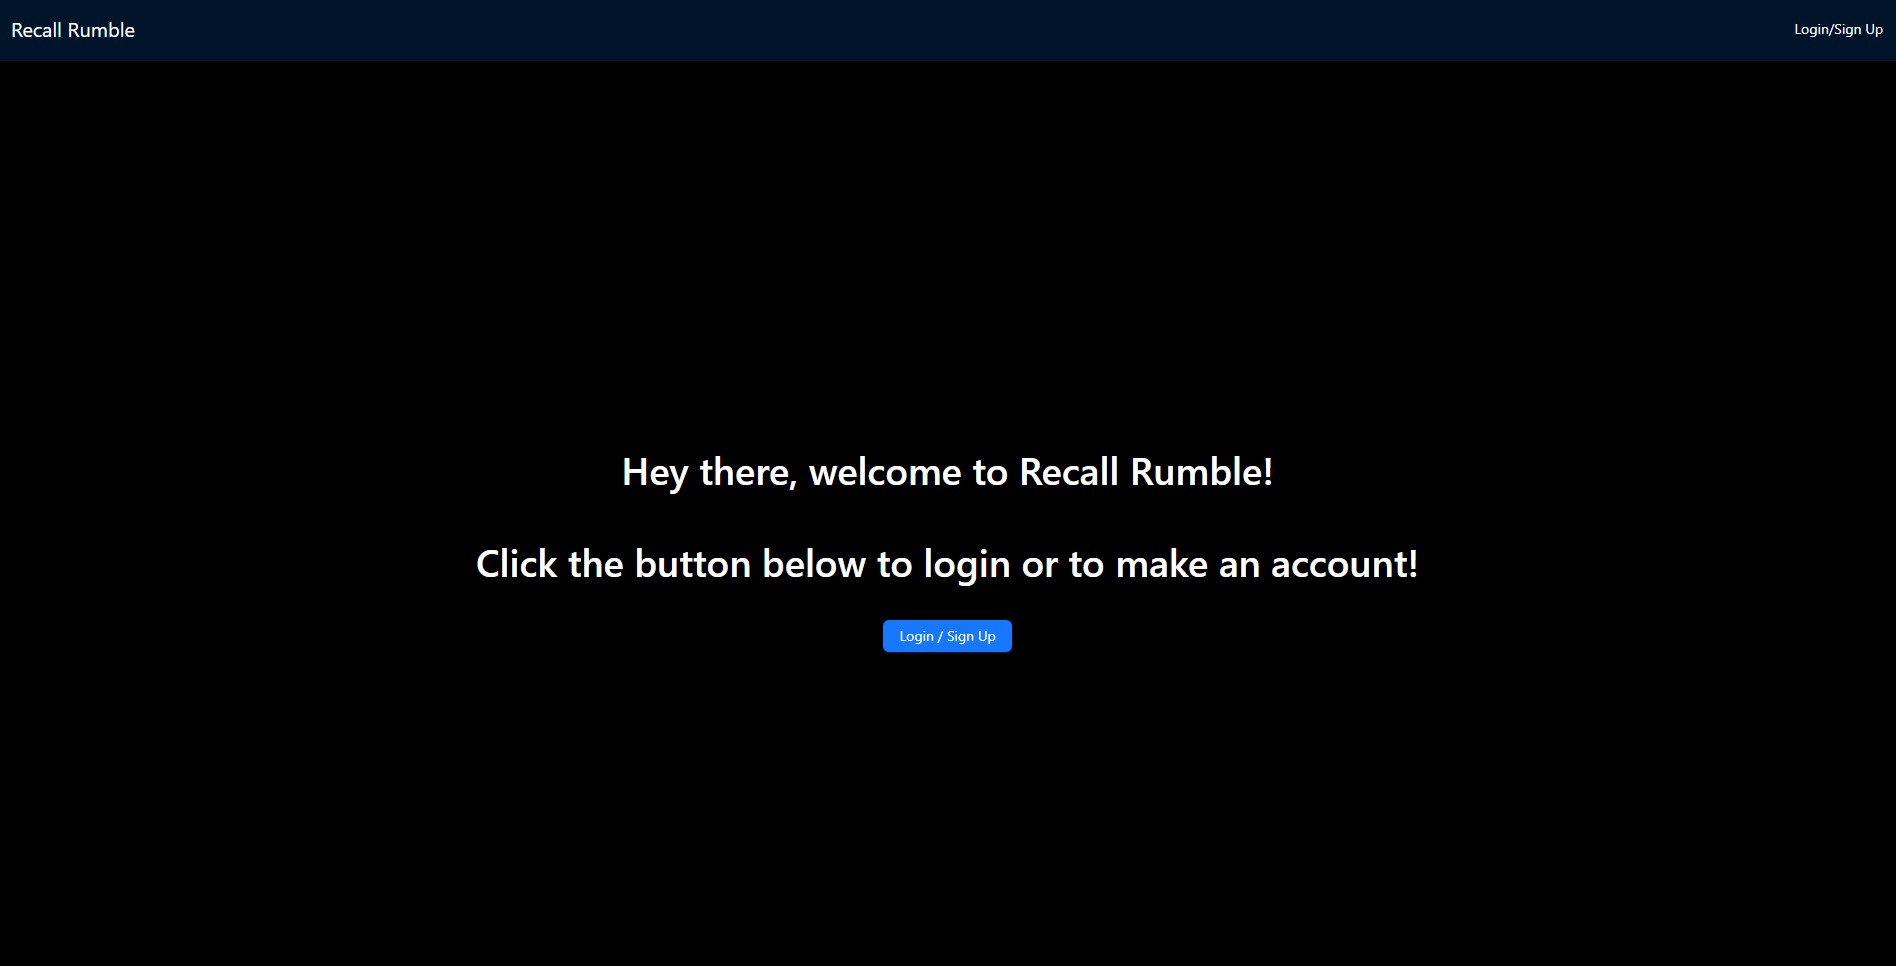 Recall Rumble
Login/Sign Up
Hey there, welcome to Recall Rumble!
Click the button below to login or to make an account!
Login / Sign Up